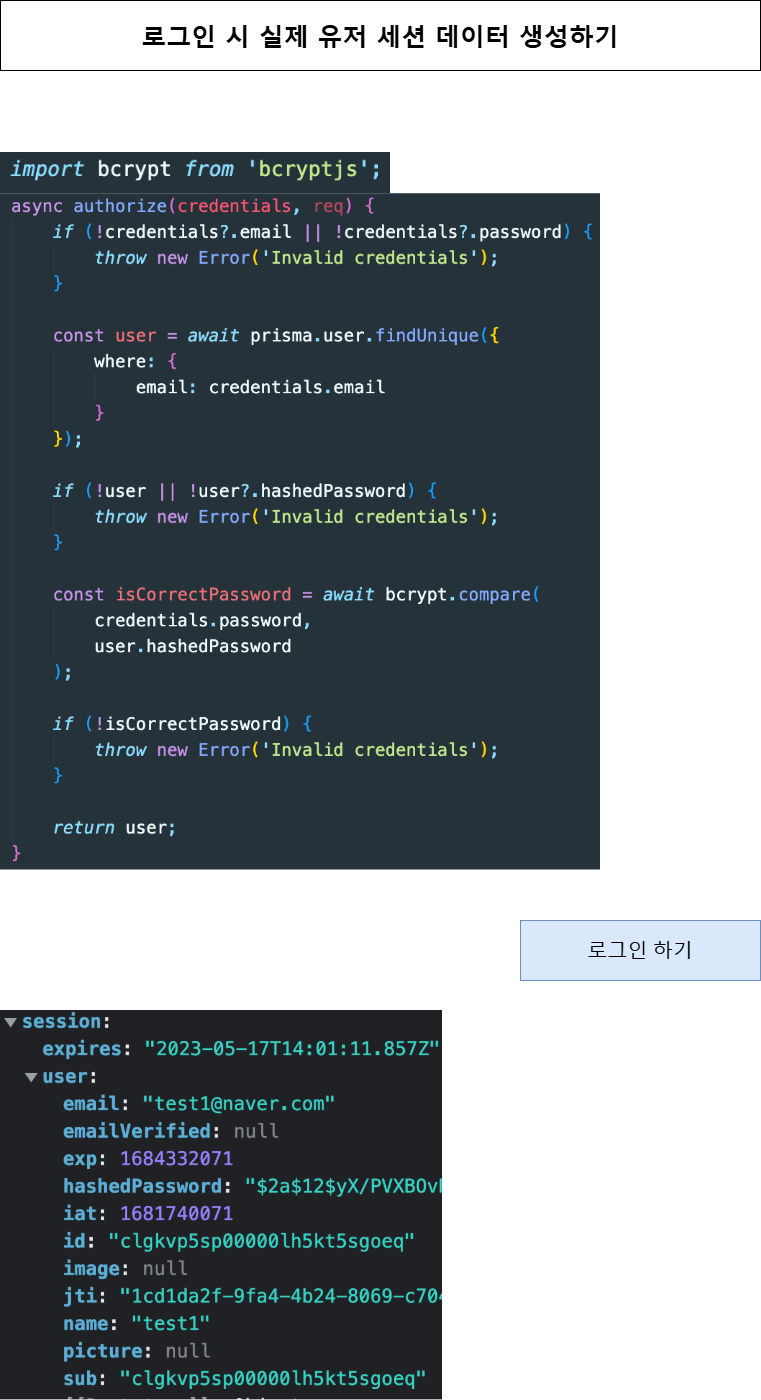 로그인 시 실제 유저 세션 데이터 생성하기
import bcrypt from 'bcryptjs';
async authorize(credentials, req) {
if (!credentials?.email || !credentials?.password) {
throw new Error('Invalid credentials');
}
const user = await prisma.user.findUnique({
where: {
email: credentials.email
}
});
if (!user || !user?.hashedPassword) {
throw new Error('Invalid credentials');
}
const isCorrectPassword = await bcrypt.compare(
credentials.password,
user.hashedPassword
);
if (!isCorrectPassword) {
throw new Error('Invalid credentials');
}
return user;
}
로그인 하기
session:
expires: "2023-05-17T14:01:11.857Z"
user:
email: "test1@naver.com"
emailVerified: null
exp: 1684332071
hashedPassword: "$2a$12$yX/PVXBOv
iat: 1681740071
id: "clgkvp5sp00000lh5kt5sgoeq"
image: null
jti: "1cd1da2f-9fa4-4b24-8069-c704
name: "test1"
picture: null
sub: "clgkvp5sp00000lh5kt5sgoeq"